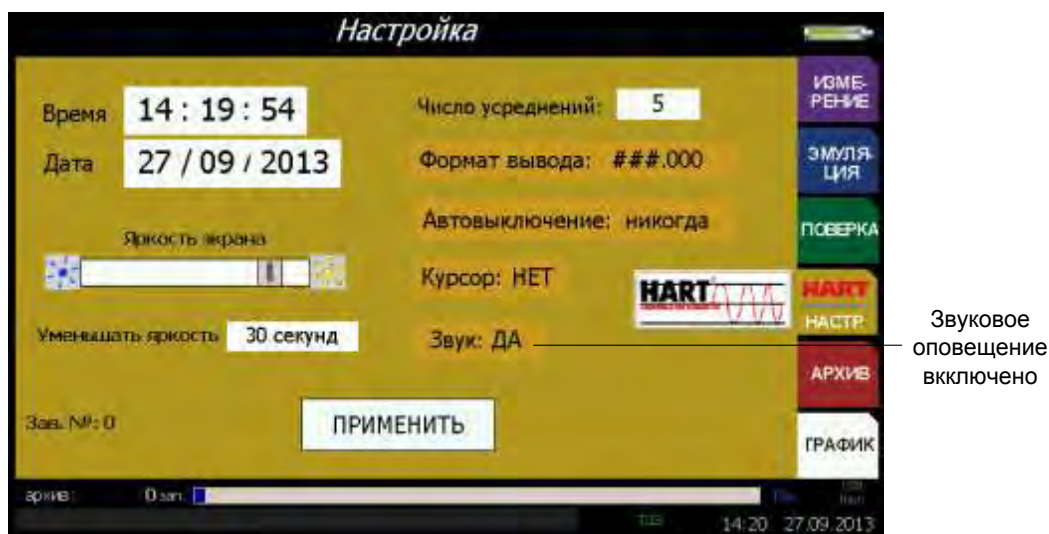 Настройка
Время 14 : 19 : 54
Дата 27 / 09 / 2013
Яркость экрана
Уменьшать яркость 30 секунд
Зав. №: 0
Число усреднений: 5
Формат вывода: ###.000
Автовыключение: никогда
Курсор: НЕТ
Звук: ДА
HART
ПРИМЕНИТЬ
ИЗМЕ-
РЕНИЕ
ЭМУЛЯ-
ЦИЯ
ПОВЕРКА
HART
НАСТР.
АРХИВ
ГРАФИК
Звуковое
оповещение
вкключено
архив: 0 зап.
14:20 27.09.2013